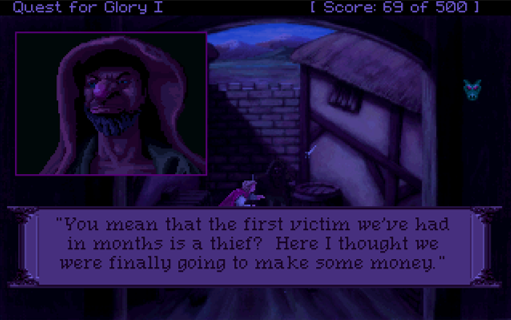 Quest for Glory I [ Score: 69 of 500 ]
"You mean that the first victim we've had
in months is a thief? Here I thought we
were finally going to make some money."